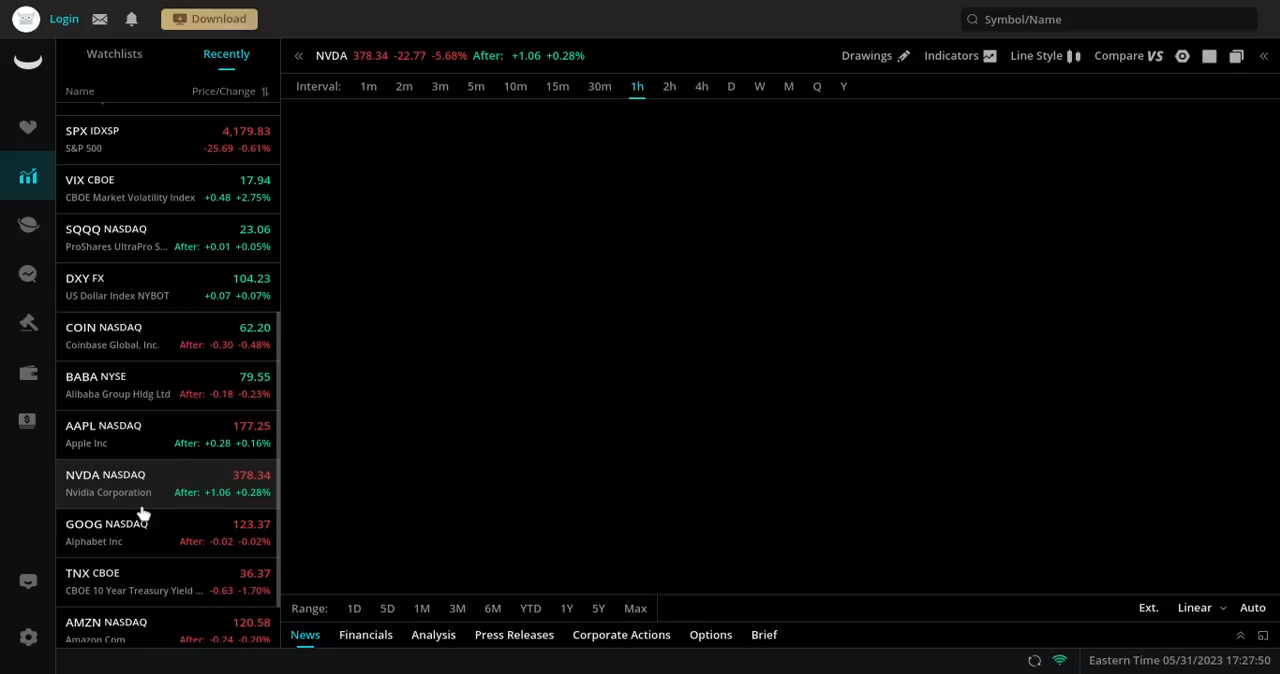 Login
Download
Symbol/Name
Watchlists
Recently
Name
Price/Change
SPX IDXSP
4,179.83
S&P 500
-25.69 -0.61%
VIX CBOE
17.94
CBOE Market Volatility Index
+0.48 +2.75%
SQQQ NASDAQ
23.06
ProShares UltraPro S...
After: +0.01 +0.05%
DXY FX
104.23
US Dollar Index NYBOT
+0.07 +0.07%
COIN NASDAQ
62.20
Coinbase Global, Inc.
After: -0.30 -0.48%
BABA NYSE
79.55
Alibaba Group Hldg Ltd
After: -0.18 -0.23%
AAPL NASDAQ
177.25
Apple Inc
After: +0.28 +0.16%
NVDA NASDAQ
378.34
Nvidia Corporation
After: +1.06 +0.28%
GOOG NASDAQ
123.37
Alphabet Inc
After: -0.02 -0.02%
TNX CBOE
36.37
CBOE 10 Year Treasury Yield ...
-0.63 -1.70%
AMZN NASDAQ
120.58
Amazon Com
After: -0.24 -0.20%
NVDA 378.34 -22.77 -5.68% After: +1.06 +0.28%
Drawings
Indicators
Line Style
Compare VS
Interval: 1m 2m 3m 5m 10m 15m 30m 1h 2h 4h D W M Q Y
Range: 1D 5D 1M 3M 6M YTD 1Y 5Y Max
Ext. Linear Auto
News Financials Analysis Press Releases Corporate Actions Options Brief
Eastern Time 05/31/2023 17:27:50